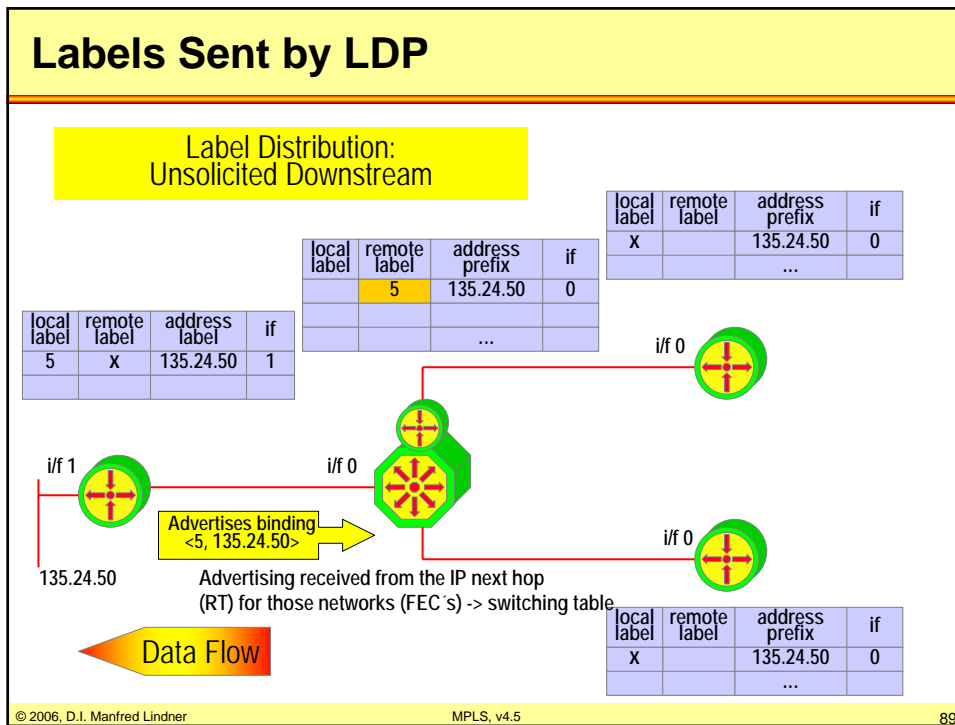 Labels Sent by LDP
Label Distribution:
Unsolicited Downstream
local label remote label address prefix if
X 135.24.50 0
...
local label remote label address prefix if
5 135.24.50 0
...
local label remote label address label if
5 X 135.24.50 1
i/f 0
i/f 1
i/f 0
i/f 0
Advertises binding
<5, 135.24.50>
135.24.50
Advertising received from the IP next hop
(RT) for those networks (FEC´s) -> switching table
Data Flow
local label remote label address prefix if
X 135.24.50 0
...
© 2006, D.I. Manfred Lindner
MPLS, v4.5
89